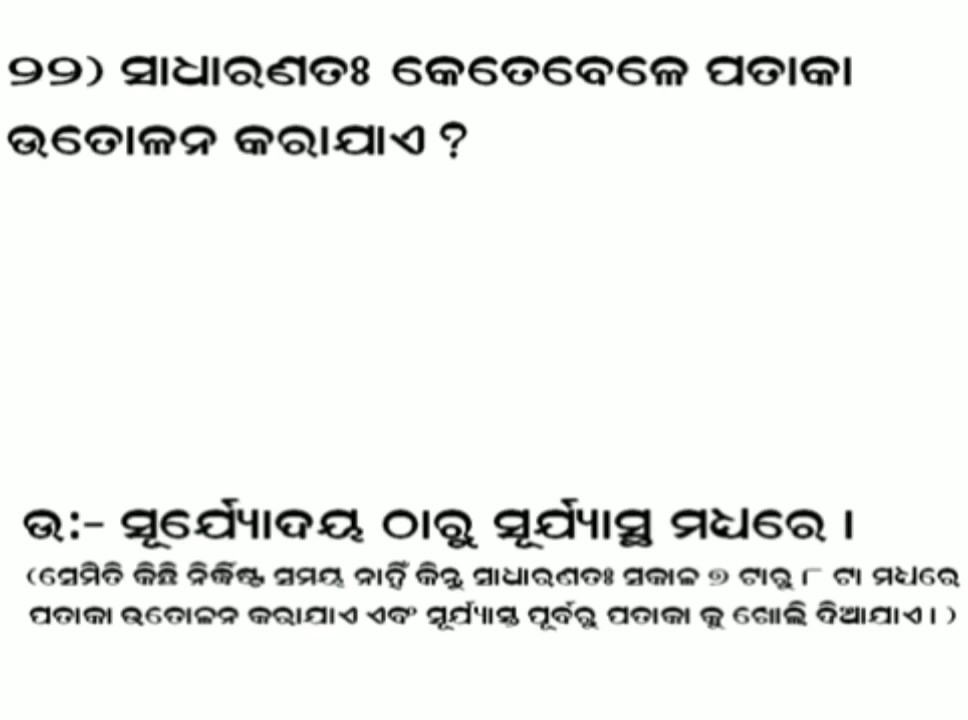 ୨୨) ସାଧାରଣତଃ କେତେବେଳେ ପତାକା
ଉତୋଳନ କରାଯାଏ ?
ଉ:- ସୂର୍ଯ୍ୟୋଦୟ ଠାରୁ ସୂର୍ଯ୍ୟାସ୍ଥ ମଧ୍ୟରେ ।
(ସେମିତି କିଛି ନିର୍ଦ୍ଦିଷ୍ଟ ସମୟ ନାହିଁ କିନ୍ତୁ ସାଧାରଣତଃ ସକାଳ ୭ ଟାରୁ ୮ ଟା ମଧ୍ୟରେ
ପତାକା ଉତୋଳନ କରାଯାଏ ଏବଂ ସୂର୍ଯ୍ୟାସ୍ତ ପୂର୍ବରୁ ପତାକା କୁ ଖୋଲି ଦିଆଯାଏ । )